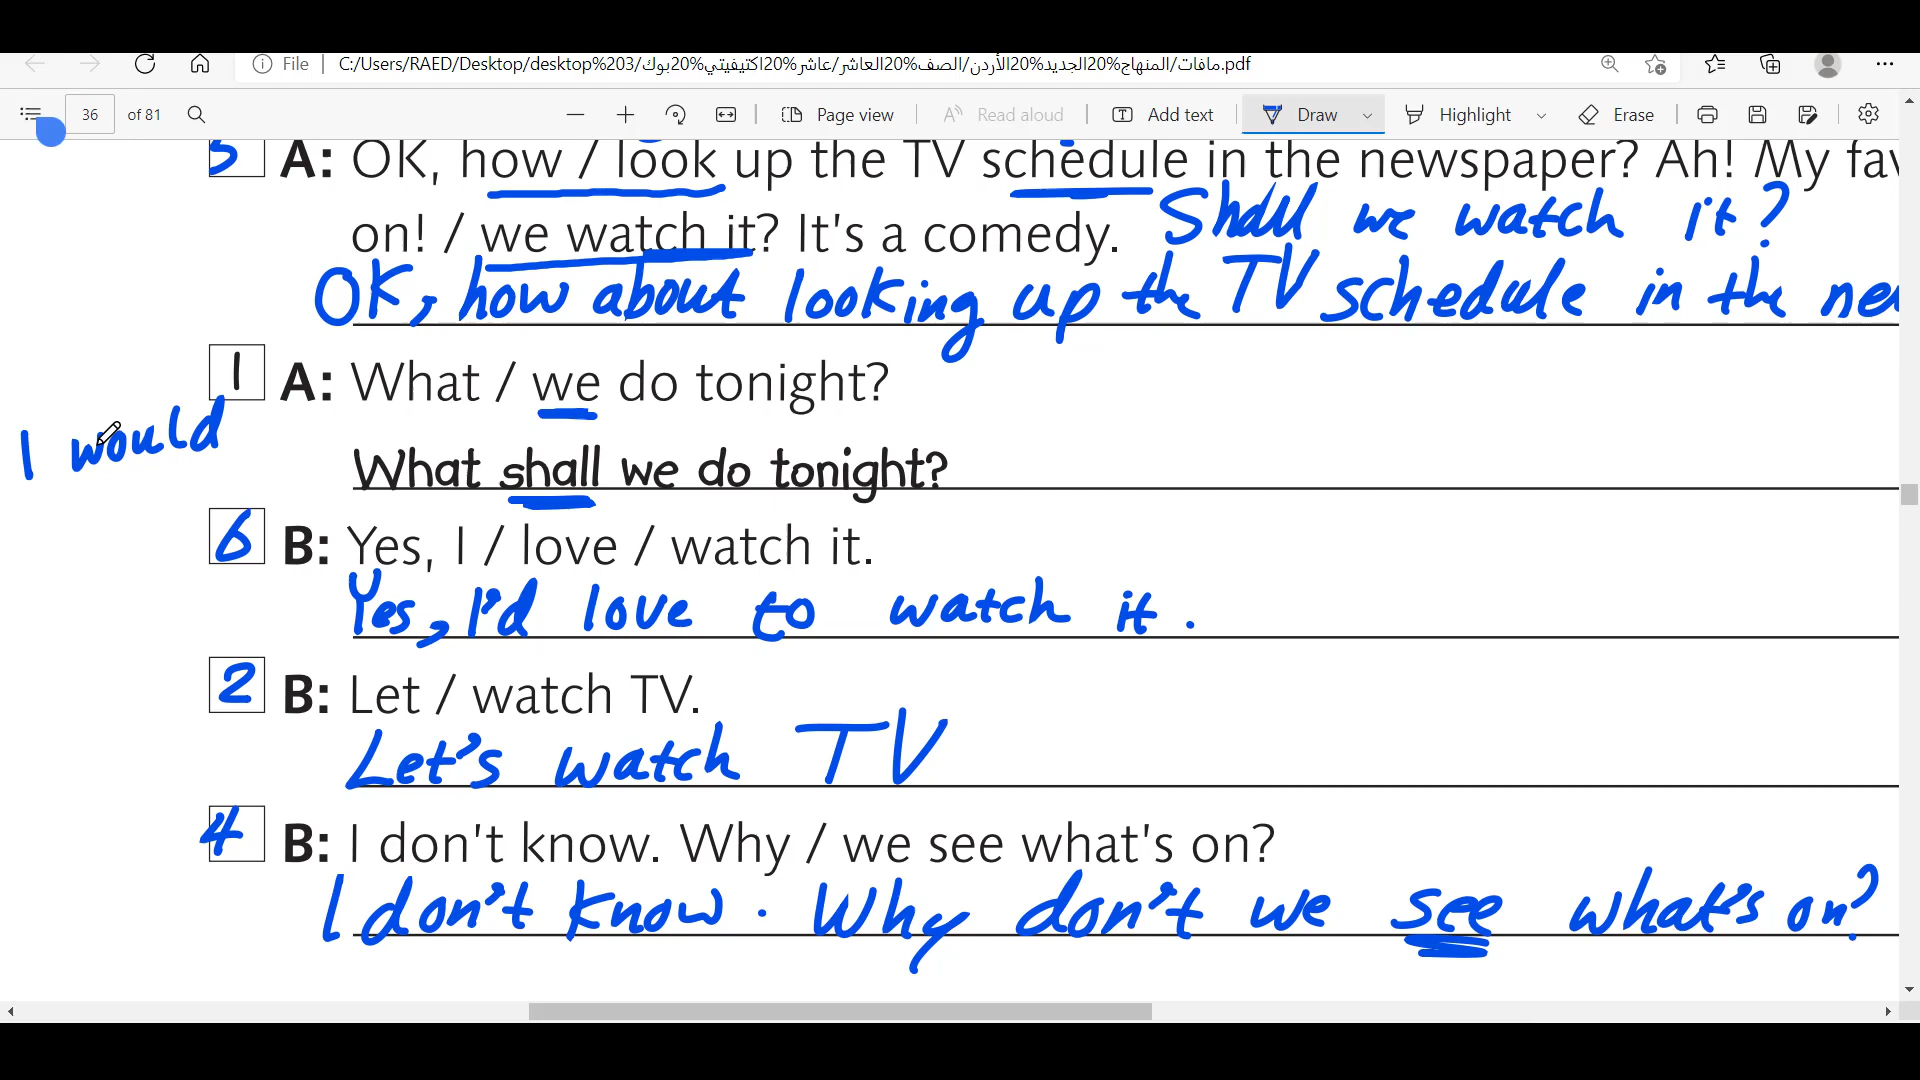 File C:/Users/RAED/Desktop/desktop%203/مافات/المنهاج%20الجديد%20الأردن/الصف%20العاشر/عاشر%20اكتيفيتي%20بوك.pdf
36 of 81 Page view Read aloud Add text Draw Highlight Erase
5 A: OK, how / look up the TV schedule in the newspaper? Ah! My fav
on! / we watch it? It's a comedy. Shall we watch it?
OK, how about looking up the TV schedule in the ne
1 A: What / we do tonight?
I would
What shall we do tonight?
6 B: Yes, I / love / watch it.
Yes, I'd love to watch it.
2 B: Let / watch TV.
Let's watch TV
4 B: I don't know. Why / we see what's on?
I don't know. Why don't we see what's on?